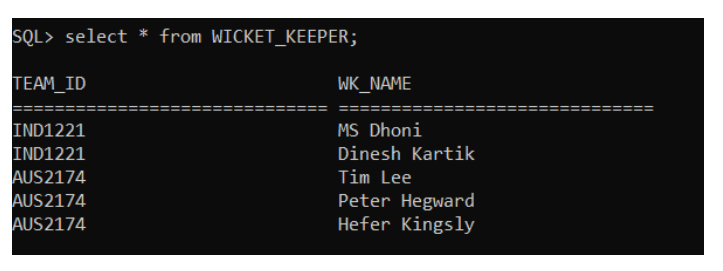 SQL> select * from WICKET_KEEPER;
TEAM_ID WK_NAME
============================== ==============================
IND1221 MS Dhoni
IND1221 Dinesh Kartik
AUS2174 Tim Lee
AUS2174 Peter Hegward
AUS2174 Hefer Kingsly